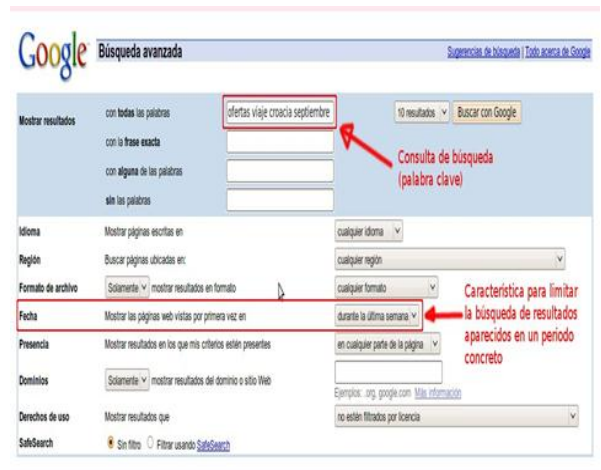 Google Búsqueda avanzada Sugerencias de búsqueda | Todo acerca de Google
Mostrar resultados con todas las palabras ofertas viaje croacia septiembre 10 resultados Buscar con Google
con la frase exacta
con alguna de las palabras
sin las palabras
Consulta de búsqueda
(palabra clave)
Idioma Mostrar páginas escritas en cualquier idioma
Región Buscar páginas ubicadas en: cualquier región
Formato de archivo Solamente mostrar resultados en formato cualquier formato
Fecha Mostrar las páginas web vistas por primera vez en durante la última semana
Característica para limitar
la búsqueda de resultados
aparecidos en un periodo
concreto
Presencia Mostrar resultados en los que mis criterios estén presentes en cualquier parte de la página
Dominios Solamente mostrar resultados del dominio o sitio Web
Ejemplos: .org, google.com Más información
Derechos de uso Mostrar resultados que no estén filtrados por licencia
SafeSearch Sin filtro Filtrar usando SafeSearch